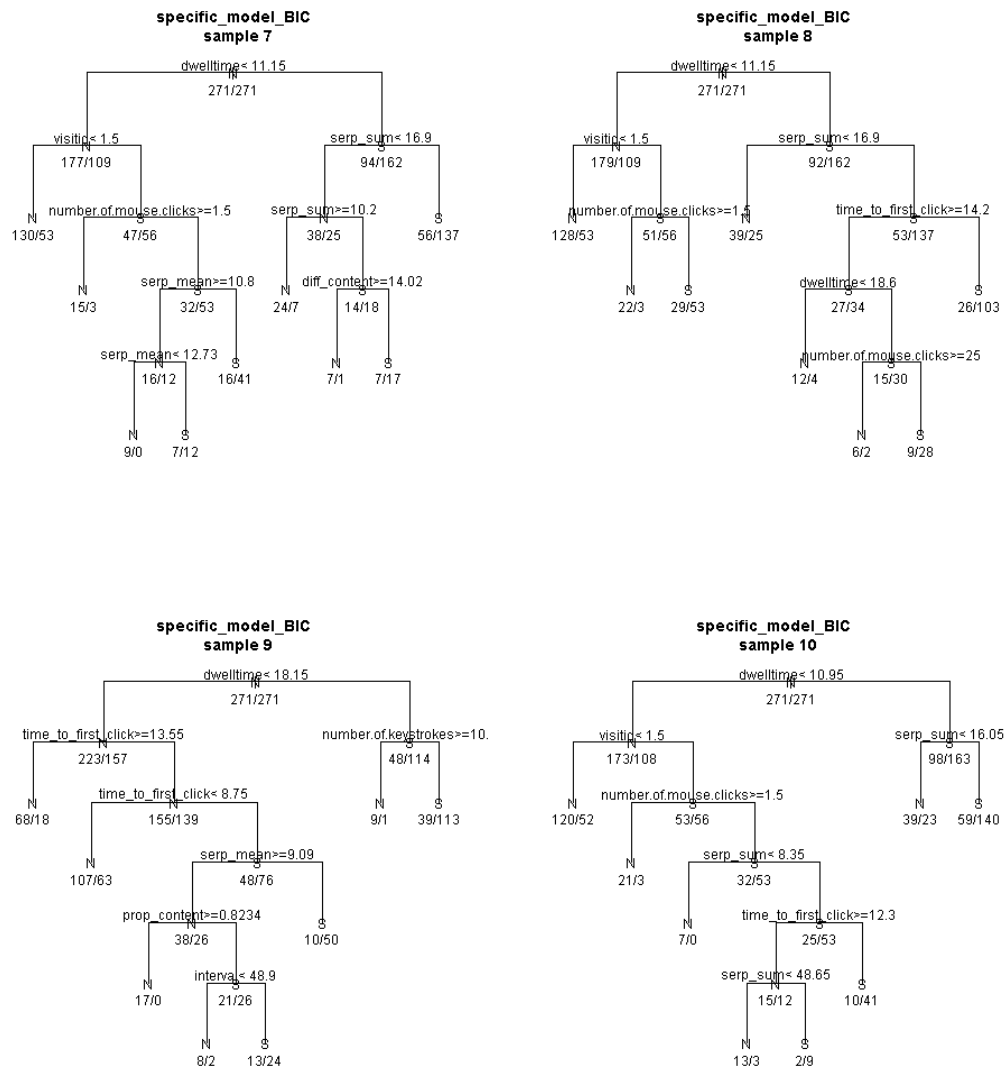 specific_model_BIC
sample 7
dwelltime< 11.15
N
271/271
visitic< 1.5
N
177/109
serp_sum< 16.9
S
94/162
N
130/53
number.of.mouse.clicks>=1.5
S
47/56
serp_sum>=10.2
N
38/25
S
56/137
N
15/3
serp_mean>=10.8
S
32/53
N
24/7
diff_content>=14.02
S
14/18
serp_mean< 12.73
N
16/12
S
16/41
N
7/1
S
7/17
N
9/0
S
7/12
specific_model_BIC
sample 8
dwelltime< 11.15
N
271/271
visitic< 1.5
N
179/109
serp_sum< 16.9
S
92/162
N
128/53
number.of.mouse.clicks>=1.5
S
51/56
N
39/25
time_to_first_click>=14.2
S
53/137
N
22/3
S
29/53
dwelltime< 18.6
S
27/34
S
26/103
N
12/4
number.of.mouse.clicks>=25
S
15/30
N
6/2
S
9/28
specific_model_BIC
sample 9
dwelltime< 18.15
N
271/271
time_to_first_click>=13.55
N
223/157
number.of.keystrokes>=10.
S
48/114
N
68/18
time_to_first_click< 8.75
N
155/139
N
9/1
S
39/113
N
107/63
serp_mean>=9.09
S
48/76
prop_content>=0.8234
N
38/26
S
10/50
N
17/0
interval< 48.9
S
21/26
N
8/2
S
13/24
specific_model_BIC
sample 10
dwelltime< 10.95
N
271/271
visitic< 1.5
N
173/108
serp_sum< 16.05
S
98/163
N
120/52
number.of.mouse.clicks>=1.5
S
53/56
N
39/23
S
59/140
N
21/3
serp_sum< 8.35
S
32/53
N
7/0
time_to_first_click>=12.3
S
25/53
serp_sum< 48.65
N
15/12
S
10/41
N
13/3
S
2/9